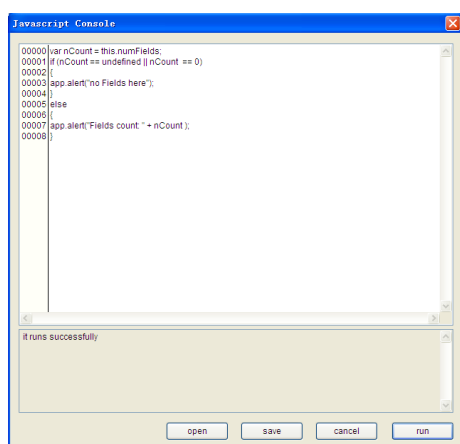 Javascript Console
00000 var nCount = this.numFields;
00001 if (nCount == undefined || nCount == 0)
00002 {
00003 app.alert("no Fields here");
00004 }
00005 else
00006 {
00007 app.alert("Fields count: " + nCount );
00008 }
it runs successfully
open save cancel run